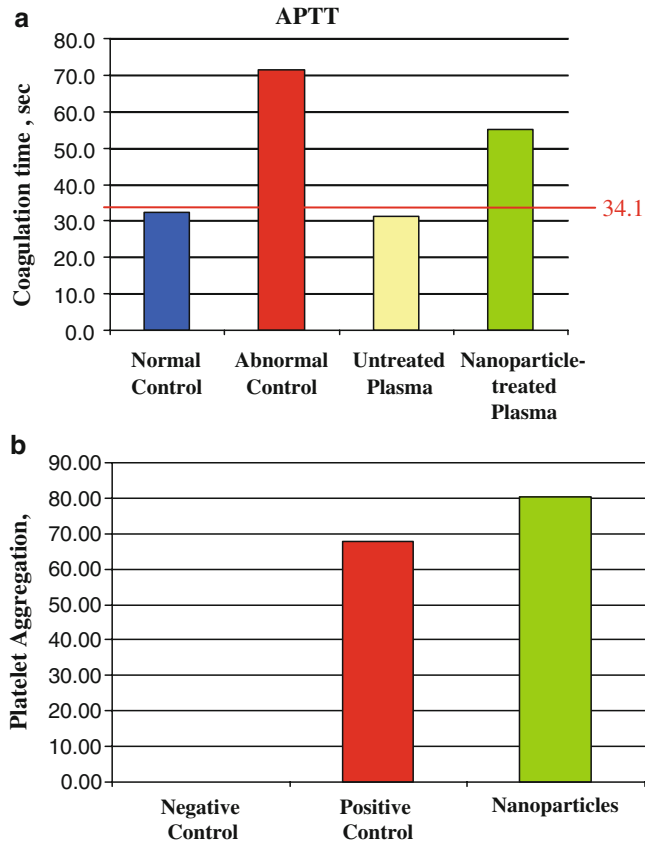 a
APTT
Coagulation time , sec
80.0
70.0
60.0
50.0
40.0
30.0
20.0
10.0
0.0
34.1
Normal
Control
Abnormal
Control
Untreated
Plasma
Nanoparticle-
treated
Plasma
b
Platelet Aggregation,
90.00
80.00
70.00
60.00
50.00
40.00
30.00
20.00
10.00
0.00
Negative
Control
Positive
Control
Nanoparticles